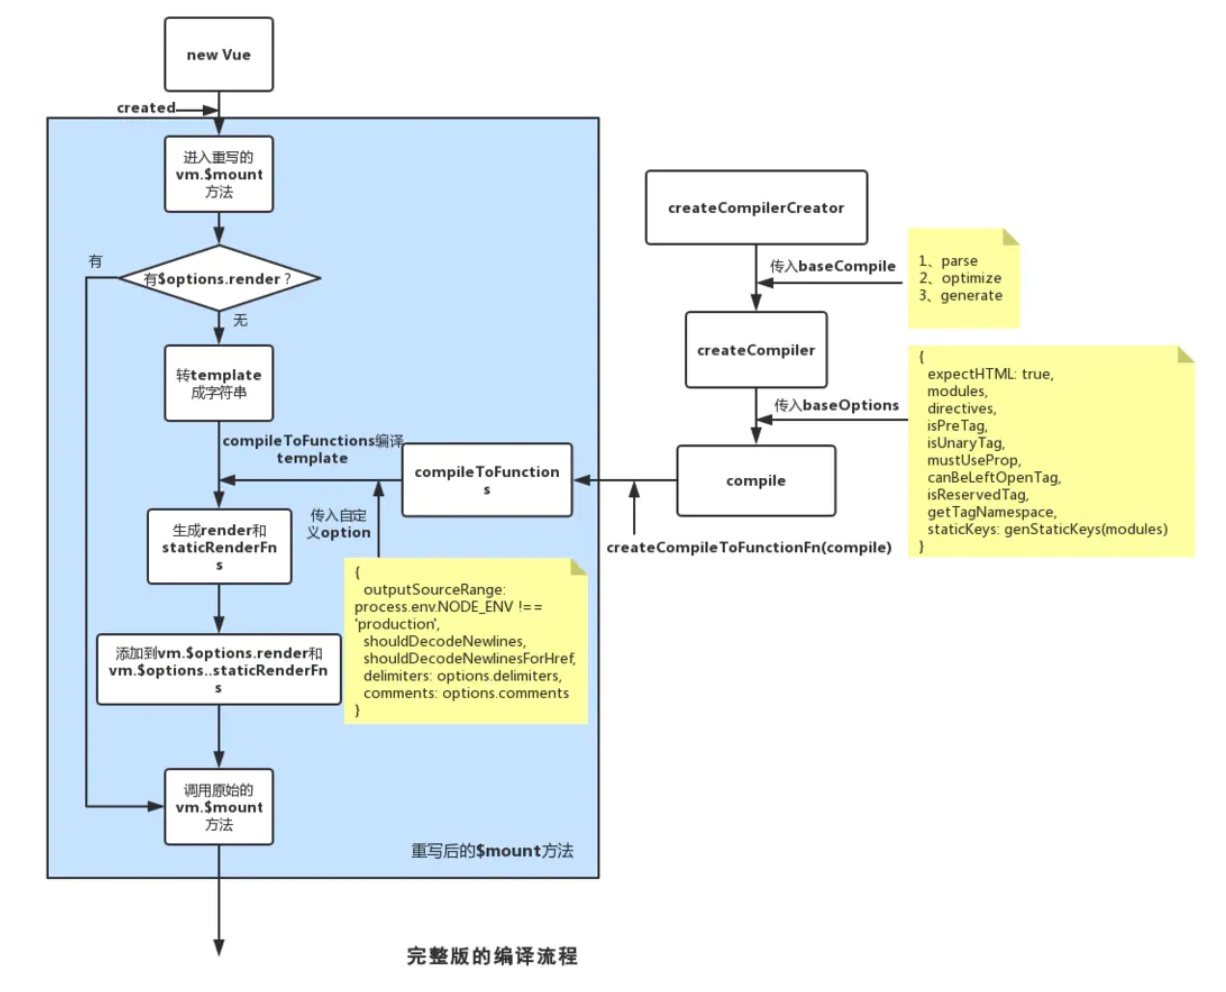 new Vue
created
进入重写的
vm.$mount
方法
有
有$options.render？
无
转template
成字符串
compileToFunctions编译
template
compileToFunction
s
传入自定
义option
生成render和
staticRenderFn
s
{
outputSourceRange:
process.env.NODE_ENV !==
'production',
shouldDecodeNewlines,
shouldDecodeNewlinesForHref,
delimiters: options.delimiters,
comments: options.comments
}
添加到vm.$options.render和
vm.$options..staticRenderFn
s
调用原始的
vm.$mount
方法
重写后的$mount方法
createCompilerCreator
传入baseCompile
1、parse
2、optimize
3、generate
createCompiler
传入baseOptions
{
expectHTML: true,
modules,
directives,
isPreTag,
isUnaryTag,
mustUseProp,
canBeLeftOpenTag,
isReservedTag,
getTagNamespace,
staticKeys: genStaticKeys(modules)
}
compile
createCompileToFunctionFn(compile)
完整版的编译流程